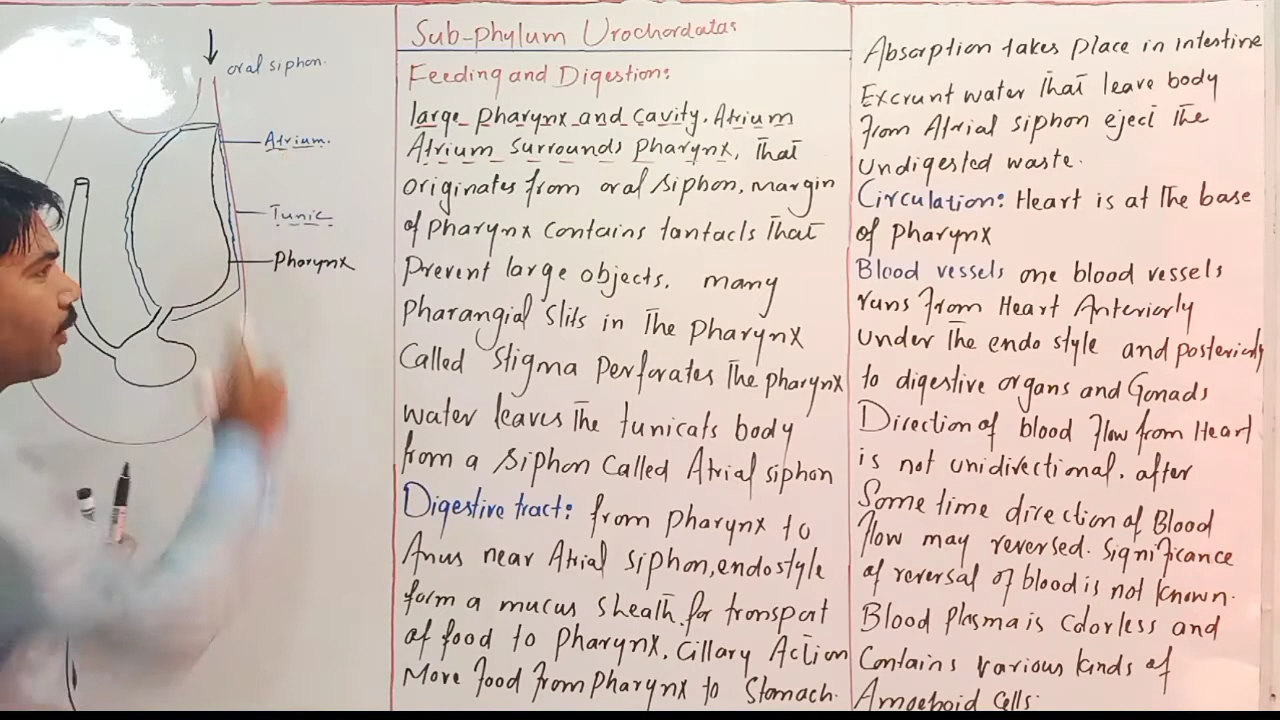 oral siphon.
Atrium.
Tunic
Phorynx
Sub-phylum Urochordatas
Feeding and Digestion:
large pharynx and cavity. Atrium
Atrium surrounds pharynx, That
originates from oral siphon, margin
of pharynx contains tantacls That
Prevent large objects. many
Pharangial slits in The pharynx
Called Stigma perforates The pharynx
water leaves The tunicats body
from a siphon called Atrial siphon
Digestive tract: from pharynx to
Anus near Atrial siphon, endostyle
form a mucus sheath for transport
of food to pharynx. Cillary Action
Move food from pharynx to Stomach.
Absorption takes place in intestine
Excrunt water That leave body
from Atrial siphon eject The
undigested waste.
Circulation: Heart is at The base
of pharynx
Blood vessels one blood vessels
runs from Heart Anteriorly
under The endo style and posteriorly
to digestive organs and Gonads
Direction of blood flow from Heart
is not unidirectional. after
Some time direction of Blood
flow may reversed. Significance
of reversal of blood is not known.
Blood plasma is colorless and
Contains various kinds of
Amoeboid cells.